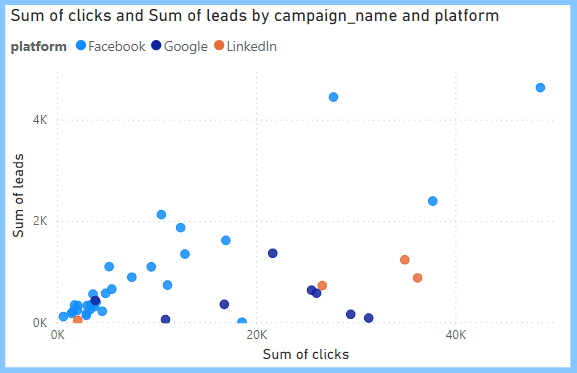 Sum of clicks and Sum of leads by campaign_name and platform
platform Facebook Google LinkedIn
4K
2K
0K
Sum of leads
0K 20K 40K
Sum of clicks